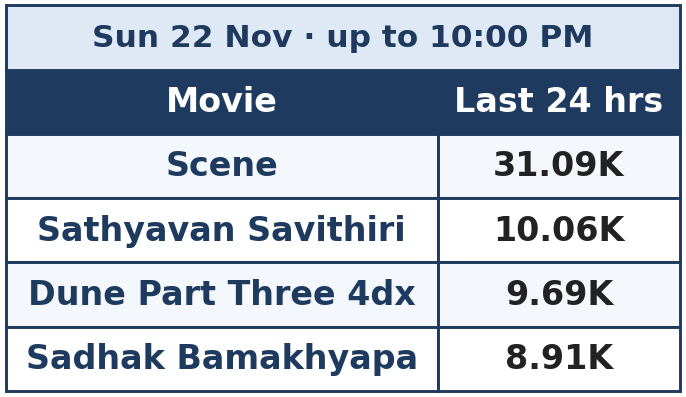 Sun 22 Nov · up to 10:00 PM
Movie Last 24 hrs
Scene 31.09K
Sathyavan Savithiri 10.06K
Dune Part Three 4dx 9.69K
Sadhak Bamakhyapa 8.91K